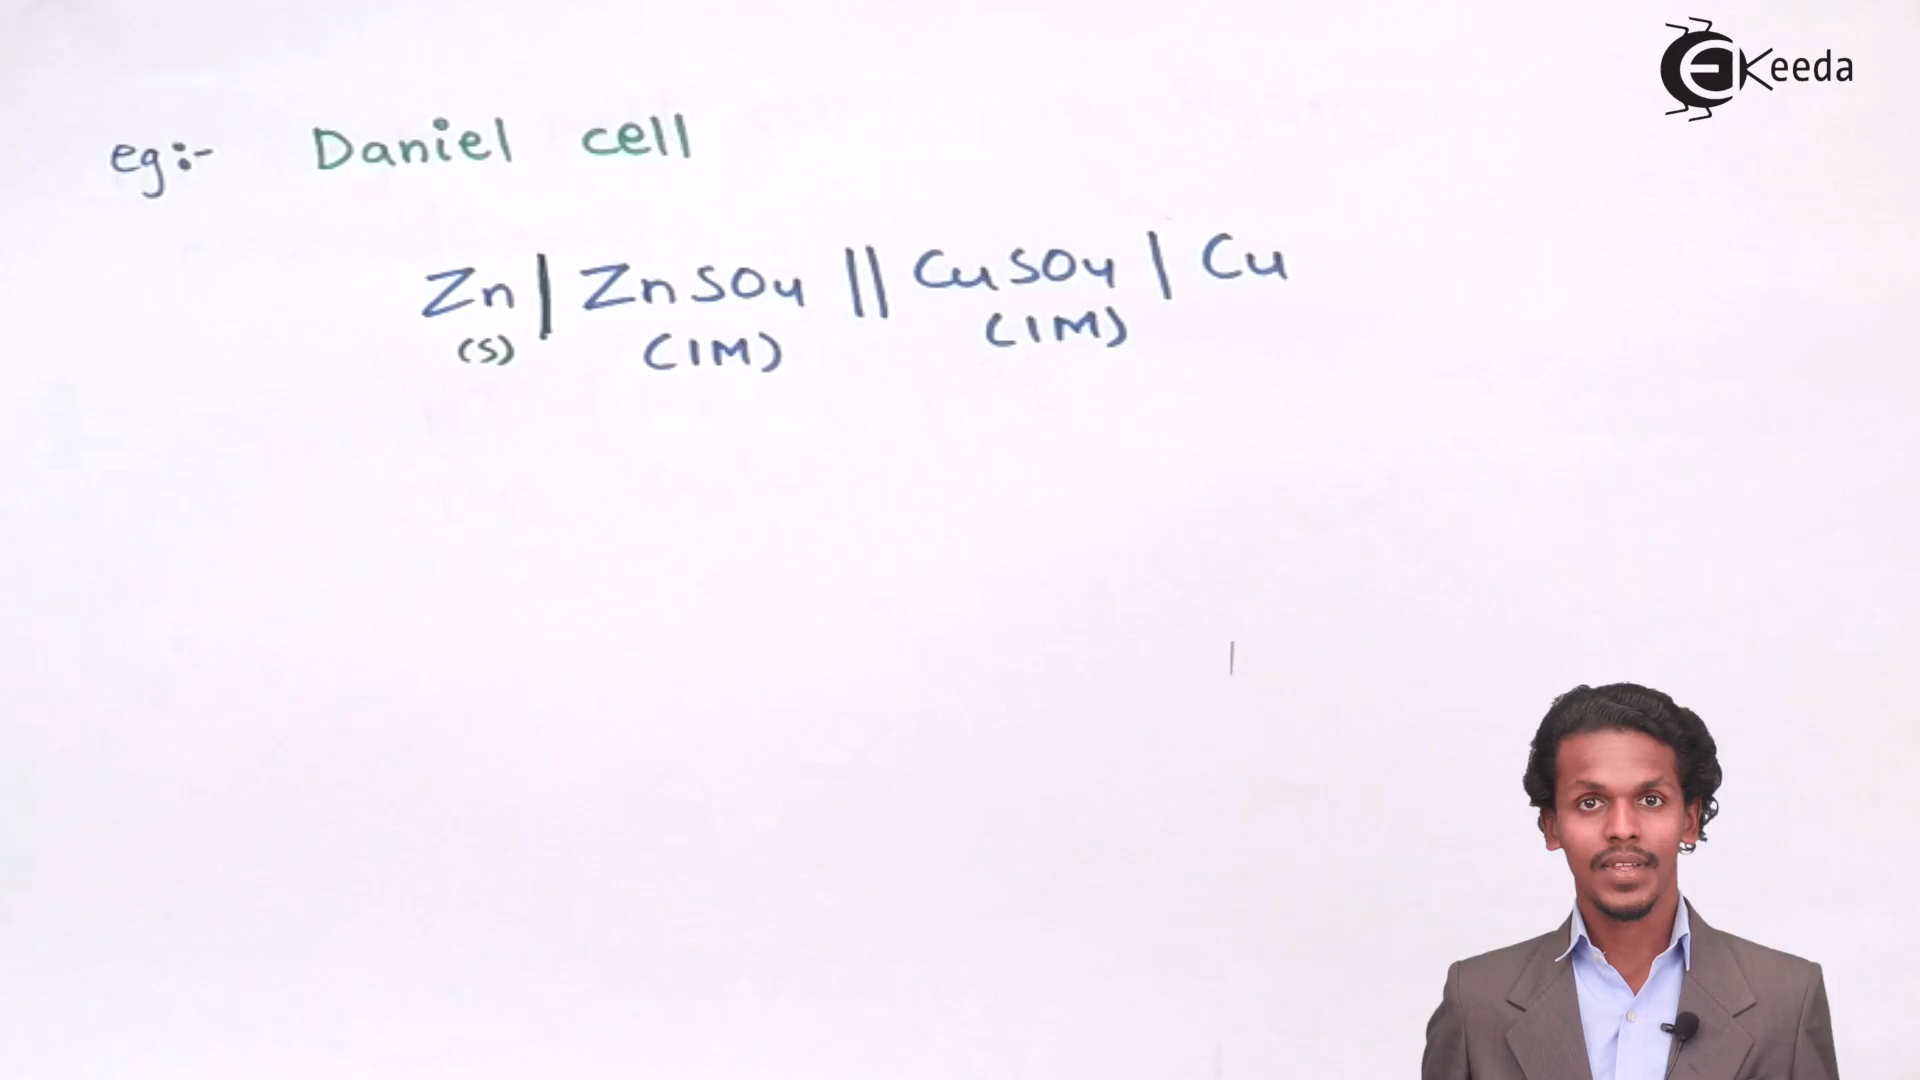 EKeeda
eg:- Daniel cell
Zn | ZnSO4 || CuSO4 | Cu
(S) (1M) (1M)